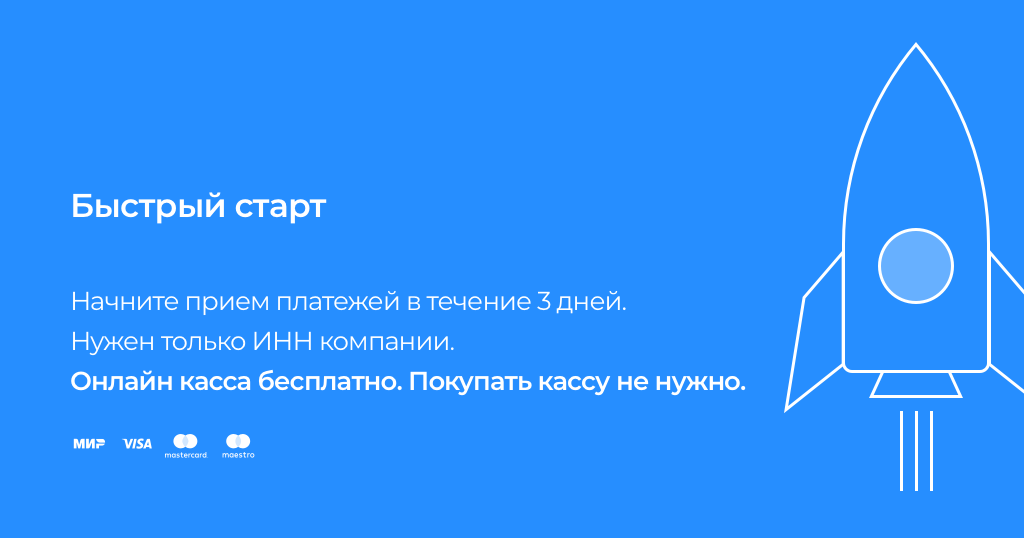 Быстрый старт
Начните прием платежей в течение 3 дней.
Нужен только ИНН компании.
Онлайн касса бесплатно. Покупать кассу не нужно.
МИР VISA mastercard. maestro